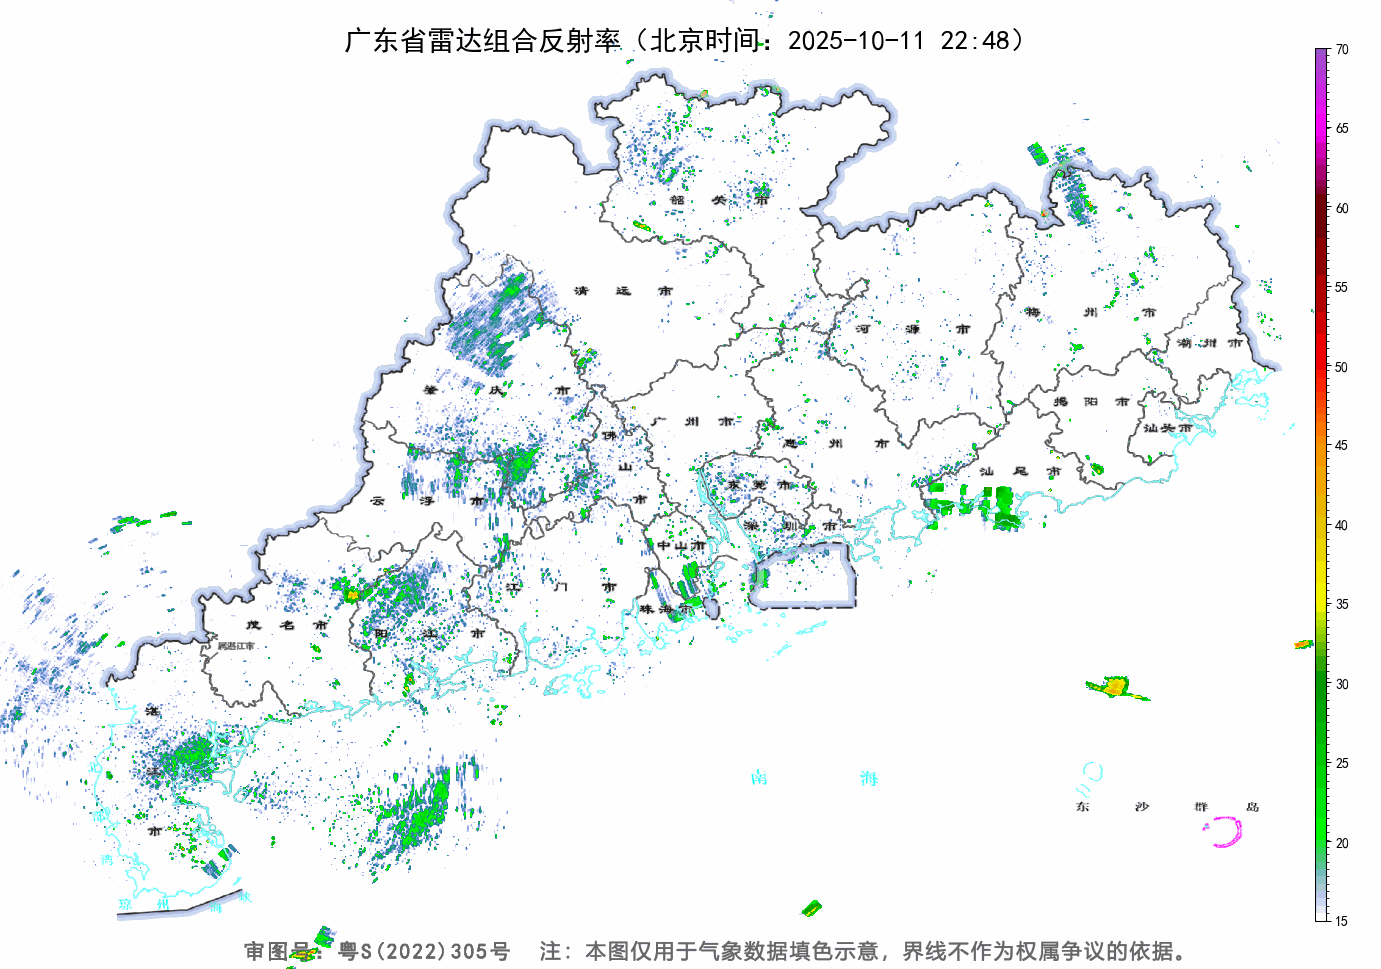 广东省雷达组合反射率（北京时间：2025-10-11 22:48）
70
65
60
55
50
45
40
35
30
25
20
15
韶 关 市
清 远 市
河 源 市
梅 州 市
潮 州 市
肇 庆 市
广 州 市
佛 山 市
惠 州 市
揭 阳 市
汕头市
汕 尾 市
云 浮 市
东 莞 市
深 圳 市
中山市
江 门 市
珠海市
茂 名 市
属湛江市
阳 江 市
湛 江 市
南 海
东 沙 群 岛
湾
琼 州 海 峡
审图号：粤S(2022)305号 注：本图仅用于气象数据填色示意，界线不作为权属争议的依据。